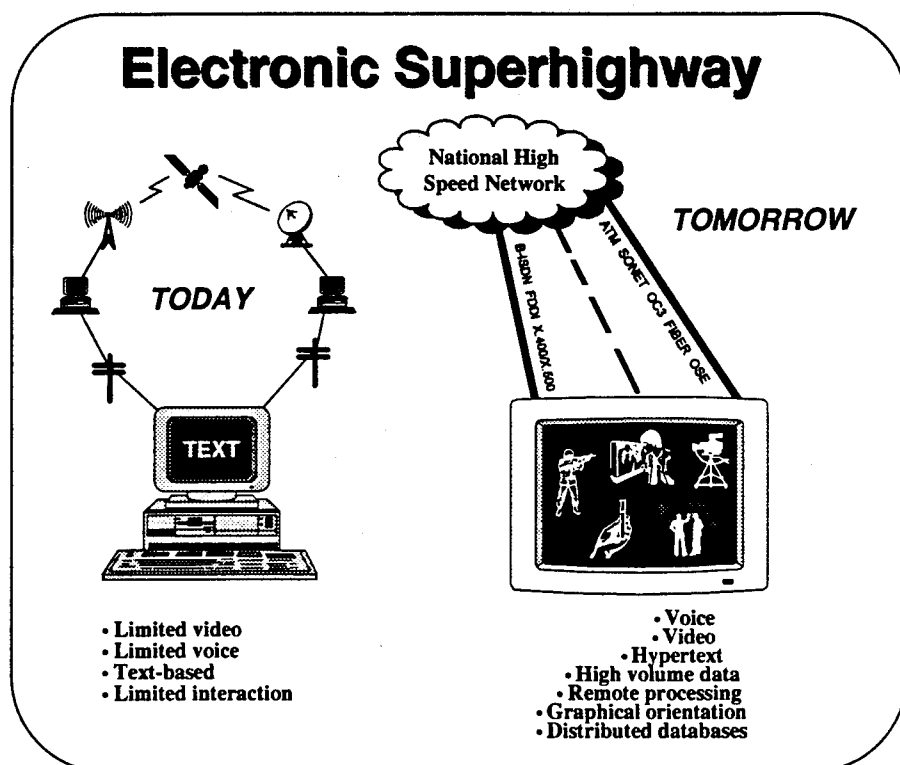 Electronic Superhighway
TODAY
TEXT
• Limited video
• Limited voice
• Text-based
• Limited interaction
National High
Speed Network
TOMORROW
B-ISDN FDDI X.400/X.500
ATM SONET OC3 FIBER OSE
• Voice
• Video
• Hypertext
• High volume data
• Remote processing
• Graphical orientation
• Distributed databases